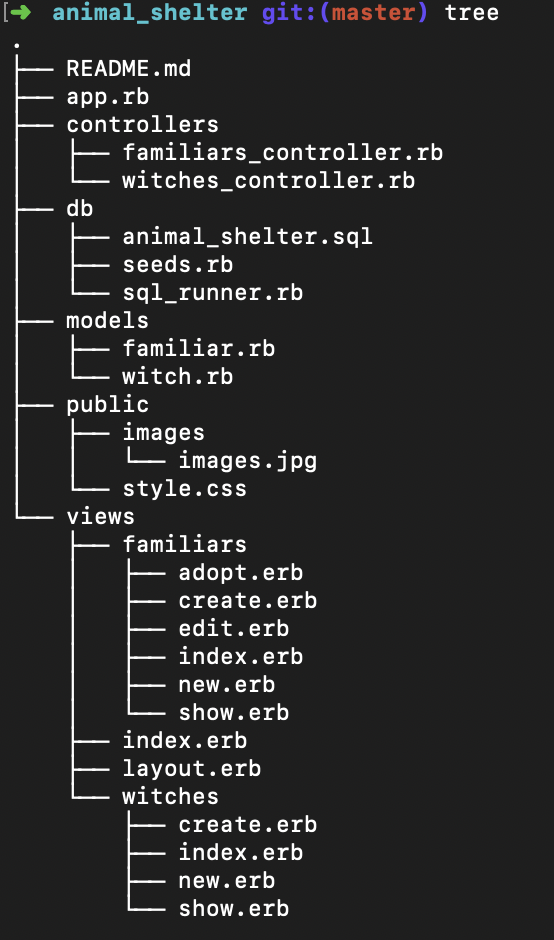 [➜  animal_shelter git:(master) tree
.
├── README.md
├── app.rb
├── controllers
│   ├── familiars_controller.rb
│   └── witches_controller.rb
├── db
│   ├── animal_shelter.sql
│   ├── seeds.rb
│   └── sql_runner.rb
├── models
│   ├── familiar.rb
│   └── witch.rb
├── public
│   ├── images
│   │   └── images.jpg
│   └── style.css
└── views
    ├── familiars
    │   ├── adopt.erb
    │   ├── create.erb
    │   ├── edit.erb
    │   ├── index.erb
    │   ├── new.erb
    │   └── show.erb
    ├── index.erb
    ├── layout.erb
    └── witches
        ├── create.erb
        ├── index.erb
        ├── new.erb
        └── show.erb